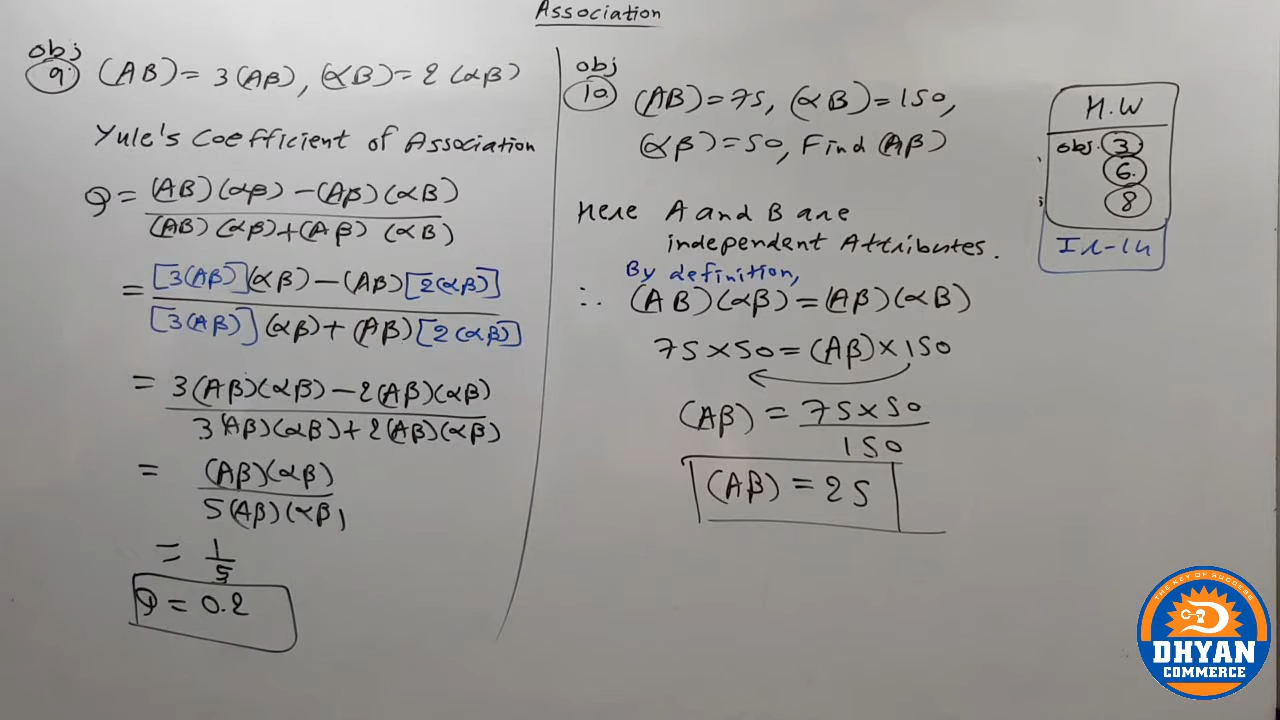 Association
obj
9. (AB) = 3(Aβ), (αB) = 2(αβ)
Yule's Coefficient of Association
Q = (AB)(αβ) - (Aβ)(αB)
(AB)(αβ) + (Aβ)(αB)
= [3(Aβ)](αβ) - (Aβ)[2(αβ)]
[3(Aβ)](αβ) + (Aβ)[2(αβ)]
= 3(Aβ)(αβ) - 2(Aβ)(αβ)
3(Aβ)(αβ) + 2(Aβ)(αβ)
= (Aβ)(αβ)
5(Aβ)(αβ)
= 1
5
Q = 0.2
obj
10. (AB) = 75, (αB) = 150,
(αβ) = 50, Find (Aβ)
Here A and B are
independent Attributes.
By definition,
∴ (AB)(αβ) = (Aβ)(αB)
75 × 50 = (Aβ) × 150
(Aβ) = 75 × 50
150
(Aβ) = 25
H.W
obj. 3
6.
8
THE KEY OF SUCCESS
DHYAN
COMMERCE